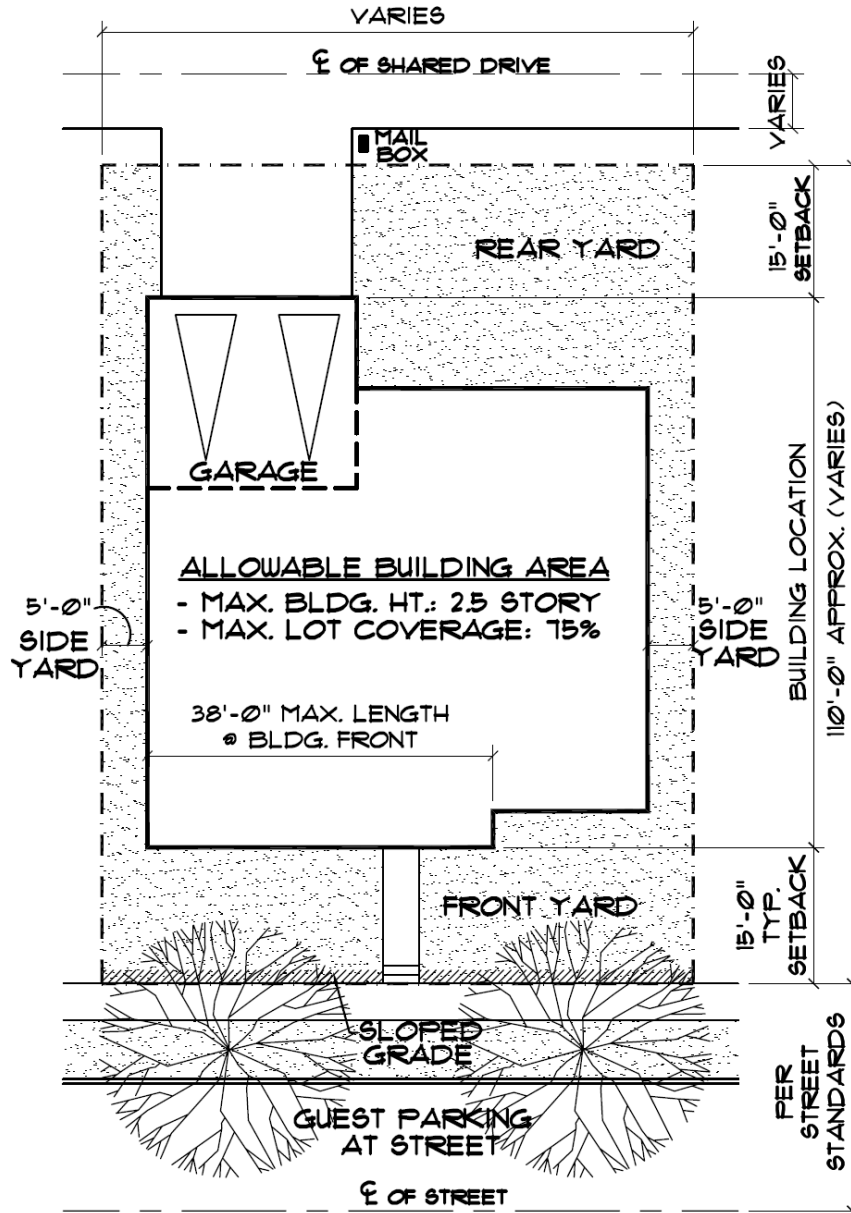 VARIES
℄ OF SHARED DRIVE
VARIES
MAIL
BOX
REAR YARD
15'-0"
SETBACK
GARAGE
ALLOWABLE BUILDING AREA
- MAX. BLDG. HT.: 2.5 STORY
- MAX. LOT COVERAGE: 75%
5'-0"
SIDE
YARD
5'-0"
SIDE
YARD
BUILDING LOCATION
110'-0" APPROX. (VARIES)
38'-0" MAX. LENGTH
@ BLDG. FRONT
FRONT YARD
15'-0"
TYP.
SETBACK
SLOPED
GRADE
GUEST PARKING
AT STREET
PER
STREET
STANDARDS
℄ OF STREET